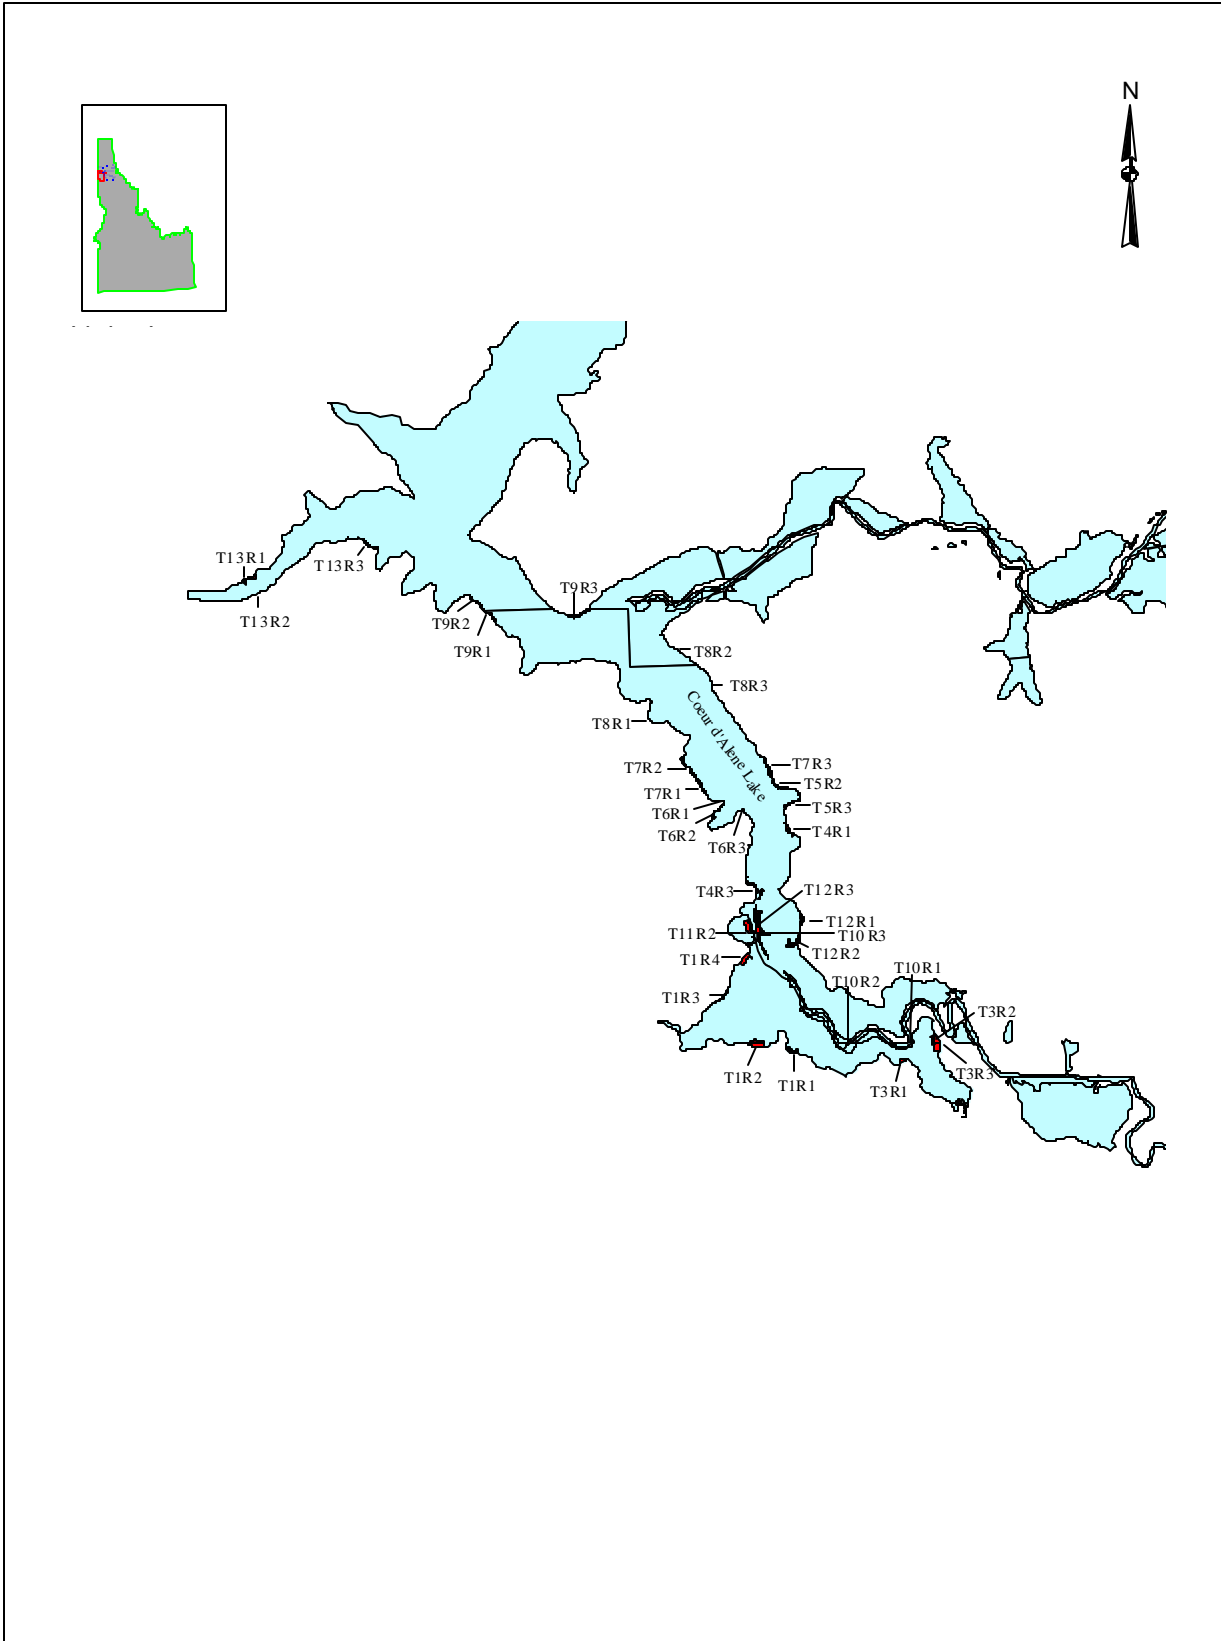 N
T13R1
T13R3
T13R2
T9R3
T9R2
T9R1
T8R2
T8R3
T8R1
Coeur d'Alene Lake
T7R3
T7R2
T5R2
T7R1
T5R3
T6R1
T4R1
T6R2
T6R3
T4R3
T12R3
T12R1
T11R2
T10R3
T12R2
T1R4
T10R1
T10R2
T1R3
T3R2
T3R3
T1R2
T1R1
T3R1